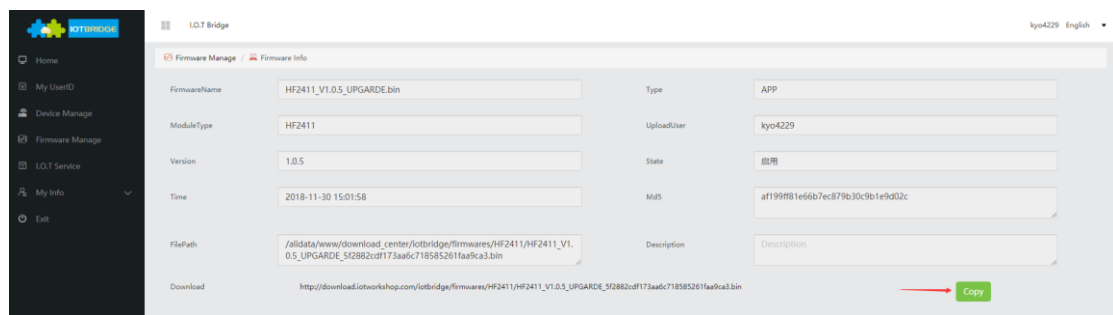 IOTBRIDGE
I.O.T Bridge
kyo4229 English
Home
My UserID
Device Manage
Firmware Manage
I.O.T Service
My Info
Exit
Firmware Manage / Firmware Info
FirmwareName HF2411_V1.0.5_UPGARDE.bin Type APP
ModuleType HF2411 UploadUser kyo4229
Version 1.0.5 State 启用
Time 2018-11-30 15:01:58 Md5 af199ff81e66b7ec879b30c9b1e9d02c
FilePath /alidata/www/download_center/iotbridge/firmwares/HF2411/HF2411_V1.
0.5_UPGARDE_5f2882cdf173aa6c718585261faa9ca3.bin
Description Description
Download http://download.iotworkshop.com/iotbridge/firmwares/HF2411/HF2411_V1.0.5_UPGARDE_5f2882cdf173aa6c718585261faa9ca3.bin Copy